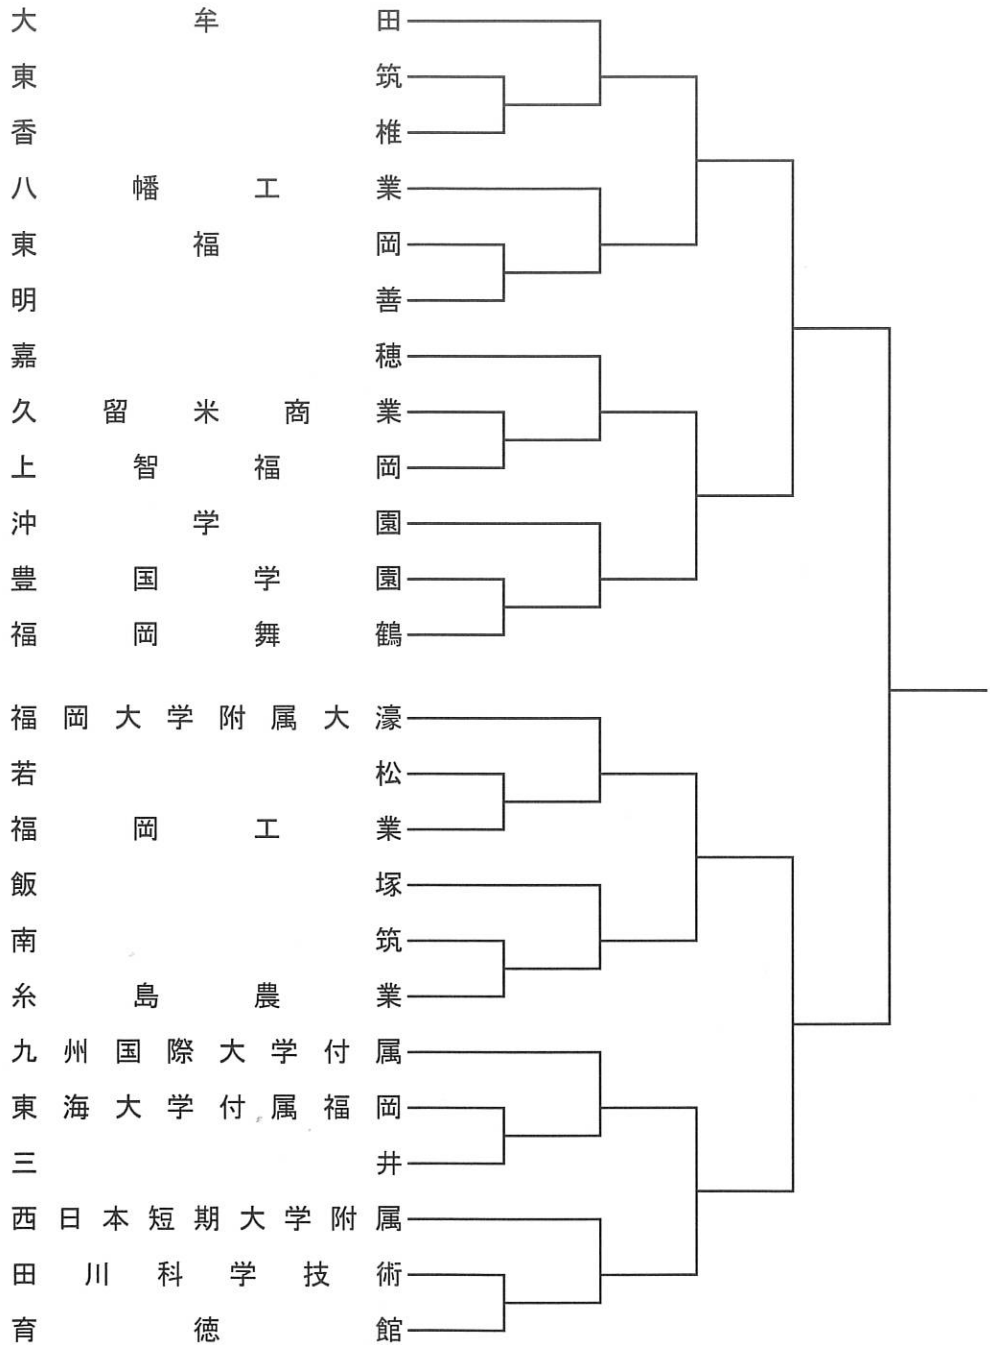 大牟田
東筑
香椎
八幡工業
東福岡
明善
嘉穂
久留米商業
上智福岡
沖学園
豊国学園
福岡舞鶴
福岡大学附属大濠
若松
福岡工業
飯塚
南筑
糸島農業
九州国際大学付属
東海大学付属福岡
三井
西日本短期大学附属
田川科学技術
育徳館